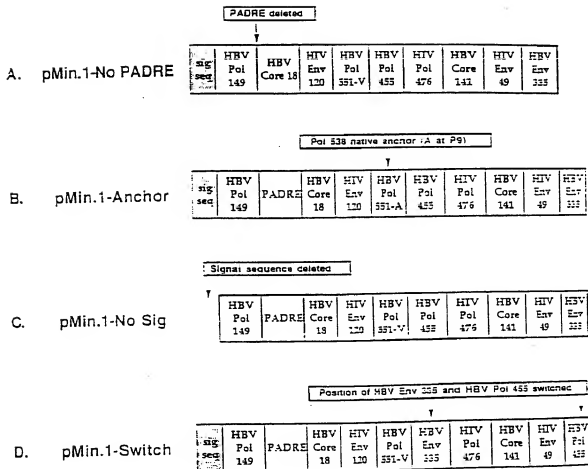 PADRE deleted
A. pMin.1-No PADRE
sig seq
HBV Pol 149
HBV Core 18
HIV Env 120
HBV Pol 551-V
HBV Pol 455
HIV Pol 476
HBV Core 141
HIV Env 49
HBV Env 335
Pol 538 native anchor (A at P9)
B. pMin.1-Anchor
sig seq
HBV Pol 149
PADRE
HBV Core 18
HIV Env 120
HBV Pol 551-A
HBV Pol 455
HIV Pol 476
HBV Core 141
HIV Env 49
HBV Env 335
Signal sequence deleted
C. pMin.1-No Sig
HBV Pol 149
PADRE
HBV Core 18
HIV Env 120
HBV Pol 551-V
HBV Pol 455
HIV Pol 476
HBV Core 141
HIV Env 49
HBV Env 335
Position of HBV Env 335 and HBV Pol 455 switched
D. pMin.1-Switch
sig seq
HBV Pol 149
PADRE
HBV Core 18
HIV Env 120
HBV Pol 551-V
HBV Env 335
HIV Pol 476
HBV Core 141
HIV Env 49
HBV Pol 455